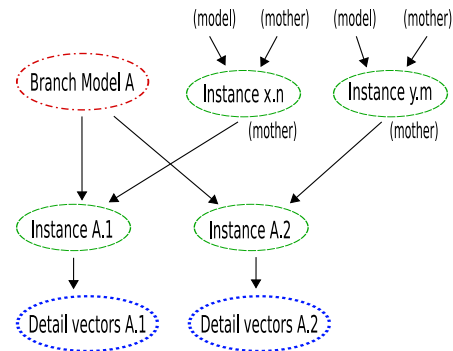 (model) (mother) (model) (mother)
Branch Model A Instance x.n Instance y.m
(mother) (mother)
Instance A.1 Instance A.2
Detail vectors A.1 Detail vectors A.2